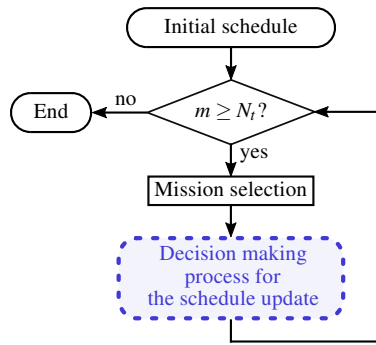 Initial schedule
m ≥ N_t?
no
End
yes
Mission selection
Decision making
process for
the schedule update